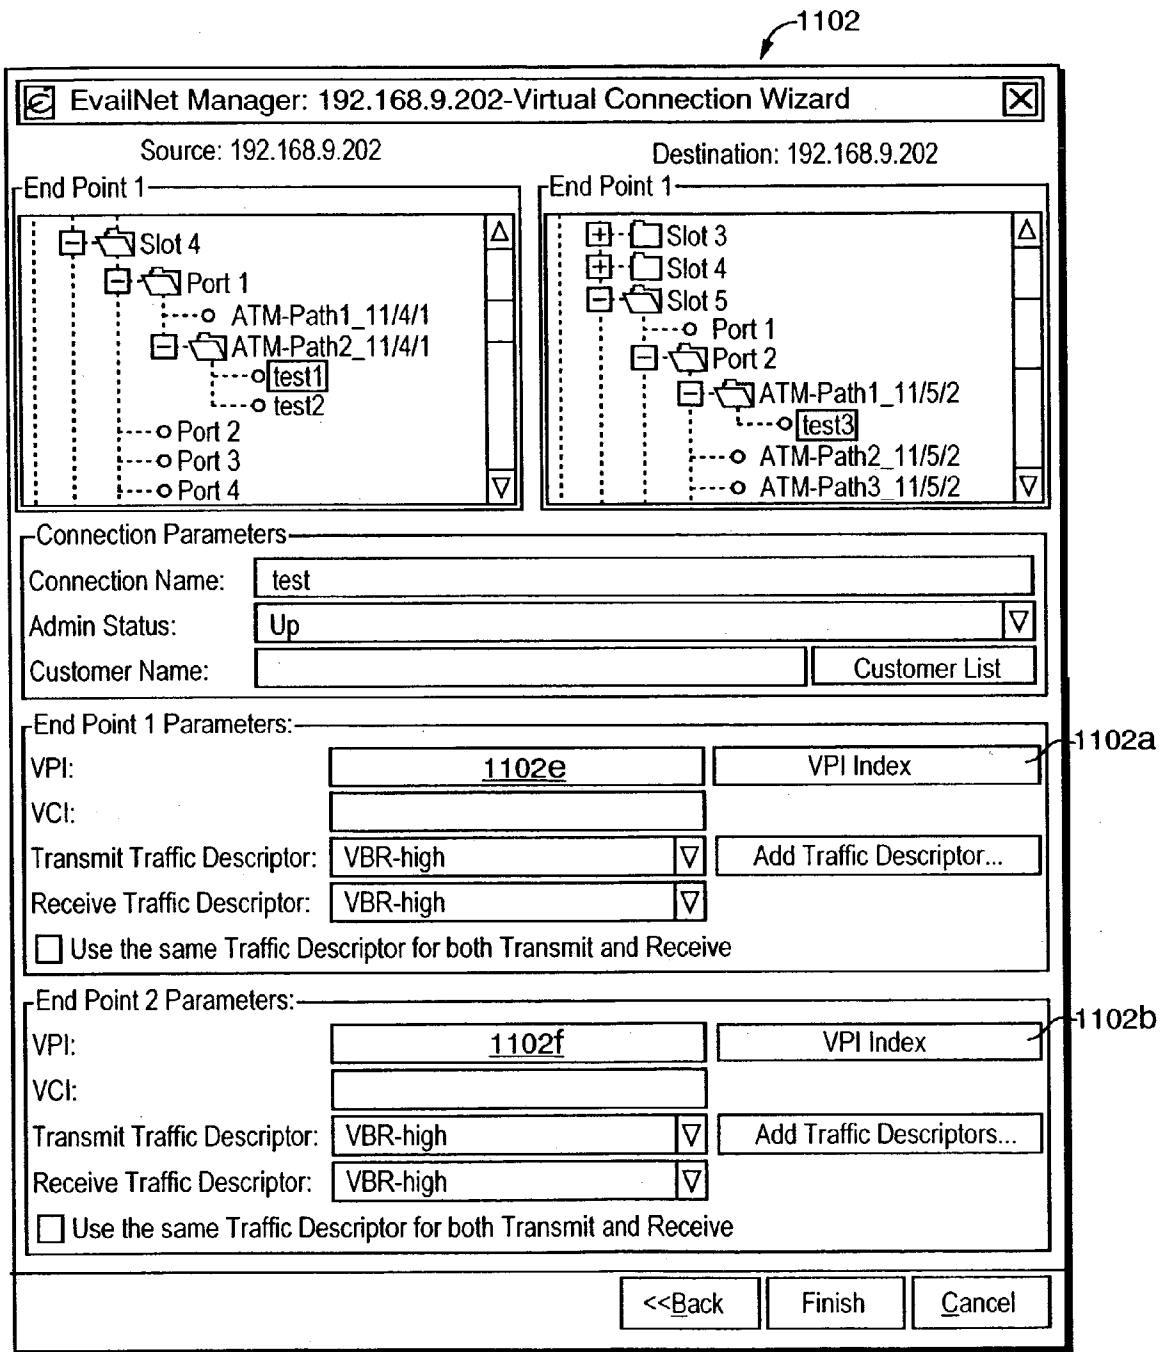 1102
EvailNet Manager: 192.168.9.202-Virtual Connection Wizard
Source: 192.168.9.202
Destination: 192.168.9.202
End Point 1
Slot 4
Port 1
ATM-Path1_11/4/1
ATM-Path2_11/4/1
test1
test2
Port 2
Port 3
Port 4
End Point 1
Slot 3
Slot 4
Slot 5
Port 1
Port 2
ATM-Path1_11/5/2
test3
ATM-Path2_11/5/2
ATM-Path3_11/5/2
Connection Parameters
Connection Name: test
Admin Status: Up
Customer Name: Customer List
End Point 1 Parameters:
VPI: 1102e VPI Index 1102a
VCI:
Transmit Traffic Descriptor: VBR-high Add Traffic Descriptor...
Receive Traffic Descriptor: VBR-high
Use the same Traffic Descriptor for both Transmit and Receive
End Point 2 Parameters:
VPI: 1102f VPI Index 1102b
VCI:
Transmit Traffic Descriptor: VBR-high Add Traffic Descriptors...
Receive Traffic Descriptor: VBR-high
Use the same Traffic Descriptor for both Transmit and Receive
<<Back Finish Cancel